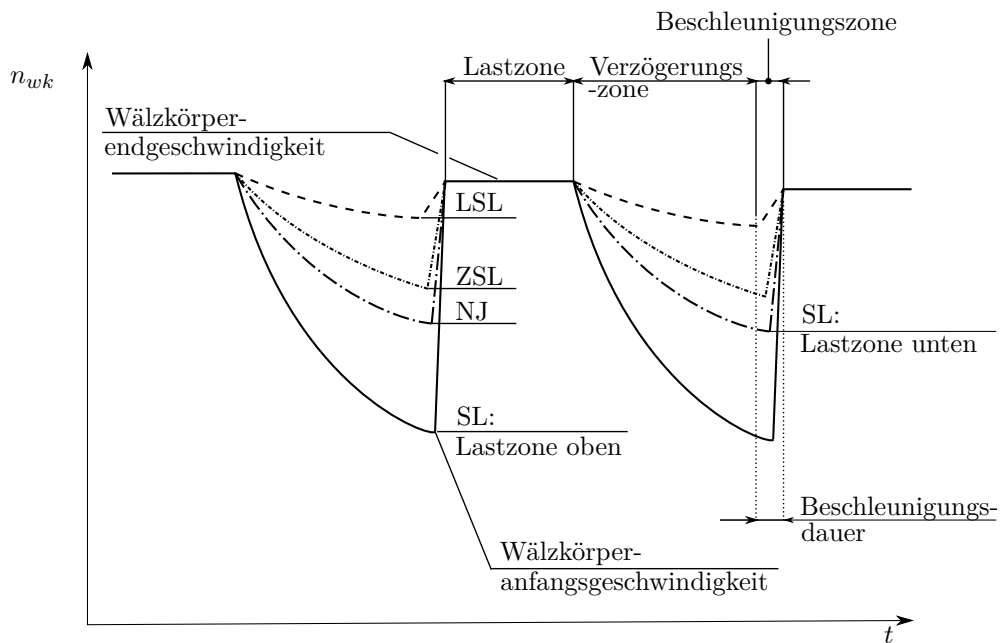 Beschleunigungszone
n_wk
Lastzone
Verzögerungs
-zone
Wälzkörper-
endgeschwindigkeit
LSL
ZSL
NJ
SL:
Lastzone unten
SL:
Lastzone oben
Beschleunigungs-
dauer
Wälzkörper-
anfangsgeschwindigkeit
t